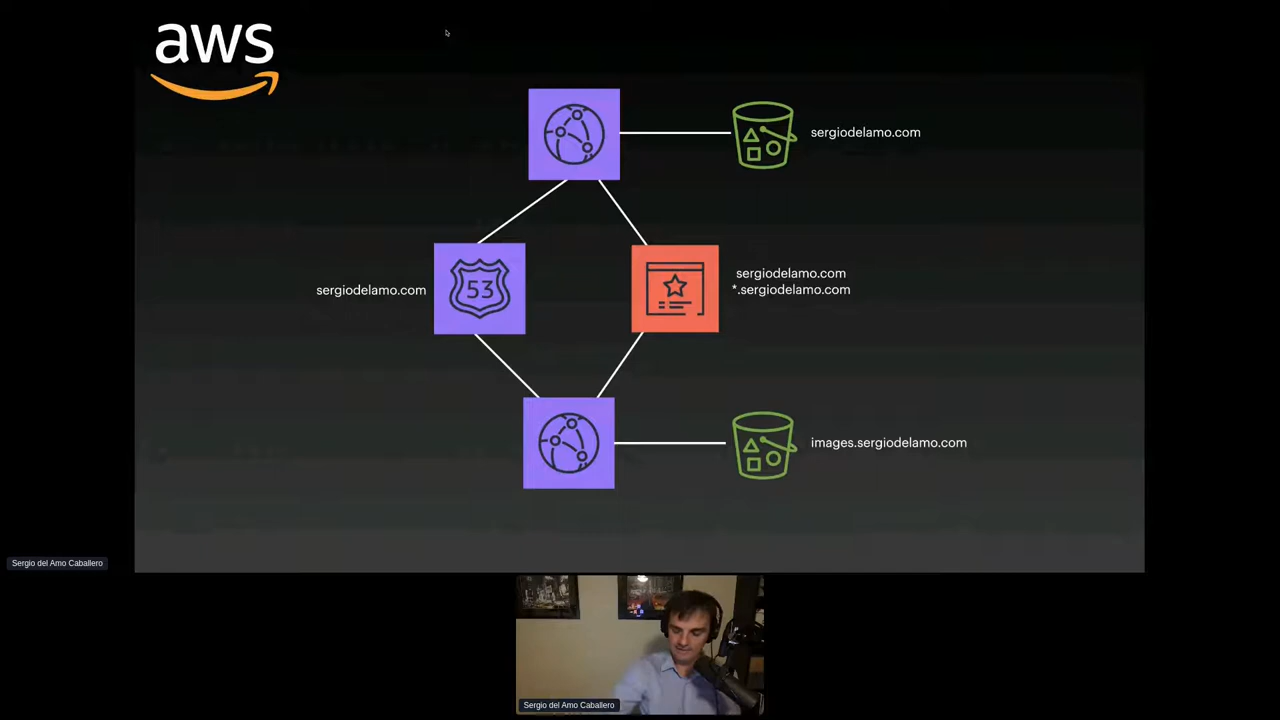 aws
sergiodelamo.com
sergiodelamo.com
53
sergiodelamo.com
*.sergiodelamo.com
images.sergiodelamo.com
Sergio del Amo Caballero
Sergio del Amo Caballero